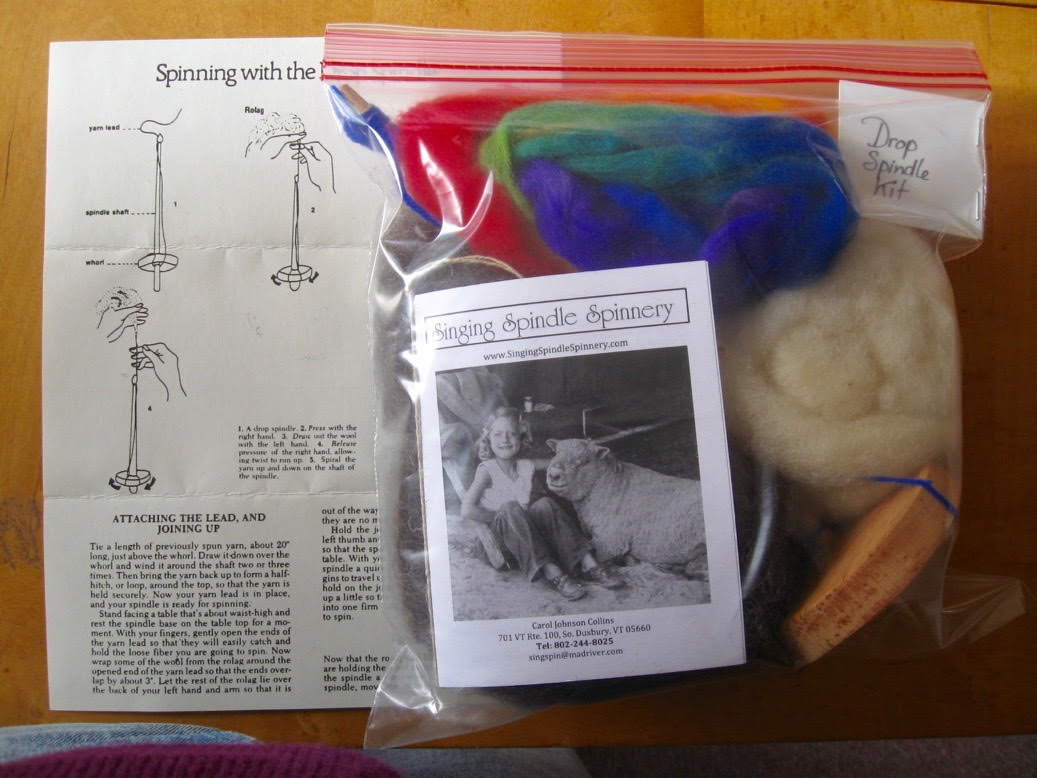 Spinning with the
yarn lead
spindle shaft
whorl
1
Rolag
2
4
1. A drop spindle. 2. Press with the
right hand. 3. Draw out the wool
with the left hand. 4. Release
pressure of the right hand, allow-
ing twist to run up. 5. Spiral the
yarn up and down on the shaft of
the spindle.
ATTACHING THE LEAD, AND
JOINING UP
Tie a length of previously spun yarn, about 20"
long, just above the whorl. Draw it down over the
whorl and wind it around the shaft two or three
times. Then bring the yarn back up to form a half-
hitch, or loop, around the top, so that the yarn is
held securely. Now your yarn lead is in place,
and your spindle is ready for spinning.
Stand facing a table that's about waist-high and
rest the spindle base on the table top for a mo-
ment. With your fingers, gently open the ends of
the yarn lead so that they will easily catch and
hold the loose fiber you are going to spin. Now
wrap some of the wool from the rolag around the
opened end of the yarn lead so that the ends over-
lap by about 3". Let the rest of the rolag lie over
the back of your left hand and arm so that it is
out of the way
they are no m
Hold the jo
left thumb an
so that the sp
table. With yo
spindle a qui
gins to travel
hold on the jo
up a little so t
into one firm
to spin.
Now that the ro
are holding the
the spindle a
spindle, mov
Drop
Spindle
Kit
Singing Spindle Spinnery
www.SingingSpindleSpinnery.com
Carol Johnson Collins
701 VT Rte. 100, So. Duxbury, VT 05660
Tel: 802-244-8025
singspin@madriver.com